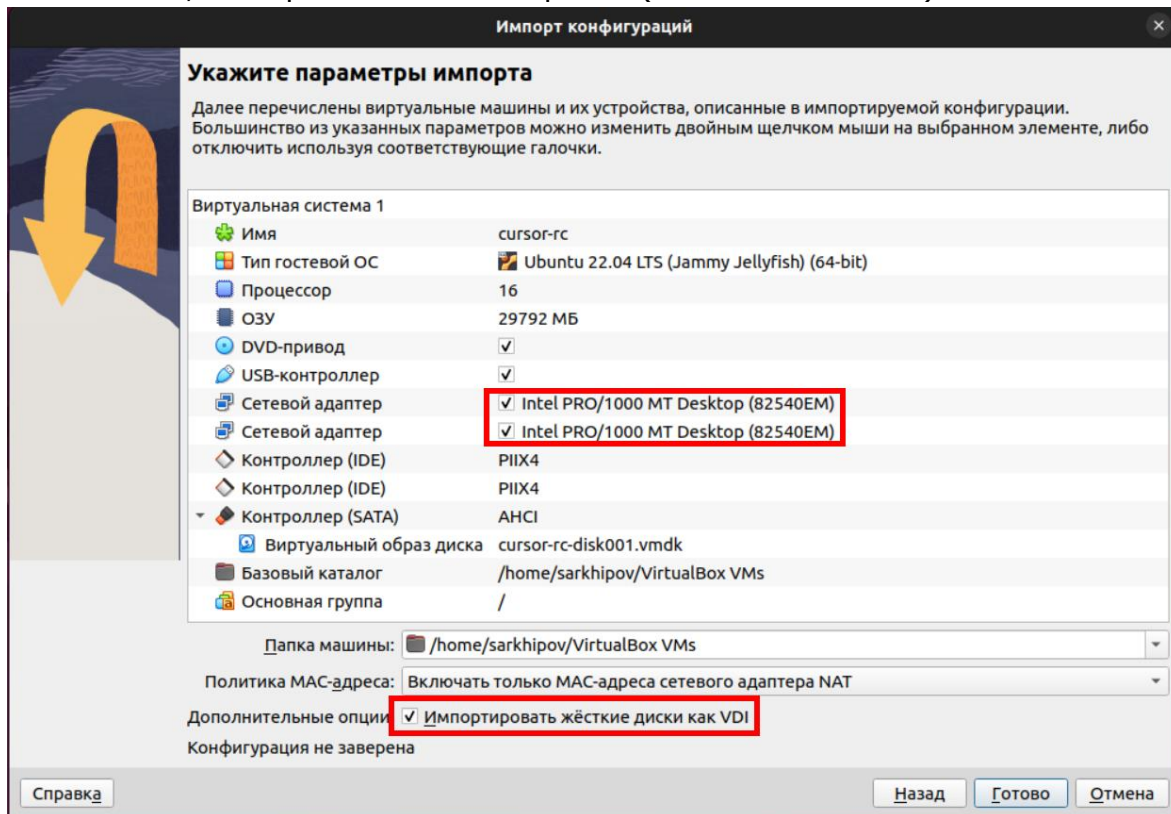 Импорт конфигураций
Укажите параметры импорта
Далее перечислены виртуальные машины и их устройства, описанные в импортируемой конфигурации.
Большинство из указанных параметров можно изменить двойным щелчком мыши на выбранном элементе, либо
отключить используя соответствующие галочки.
Виртуальная система 1
Имя cursor-rc
Тип гостевой ОС Ubuntu 22.04 LTS (Jammy Jellyfish) (64-bit)
Процессор 16
ОЗУ 29792 МБ
DVD-привод
USB-контроллер
Сетевой адаптер Intel PRO/1000 MT Desktop (82540EM)
Сетевой адаптер Intel PRO/1000 MT Desktop (82540EM)
Контроллер (IDE) PIIX4
Контроллер (IDE) PIIX4
Контроллер (SATA) AHCI
Виртуальный образ диска cursor-rc-disk001.vmdk
Базовый каталог /home/sarkhipov/VirtualBox VMs
Основная группа /
Папка машины: /home/sarkhipov/VirtualBox VMs
Политика MAC-адреса: Включать только MAC-адреса сетевого адаптера NAT
Дополнительные опции Импортировать жёсткие диски как VDI
Конфигурация не заверена
Справка Назад Готово Отмена